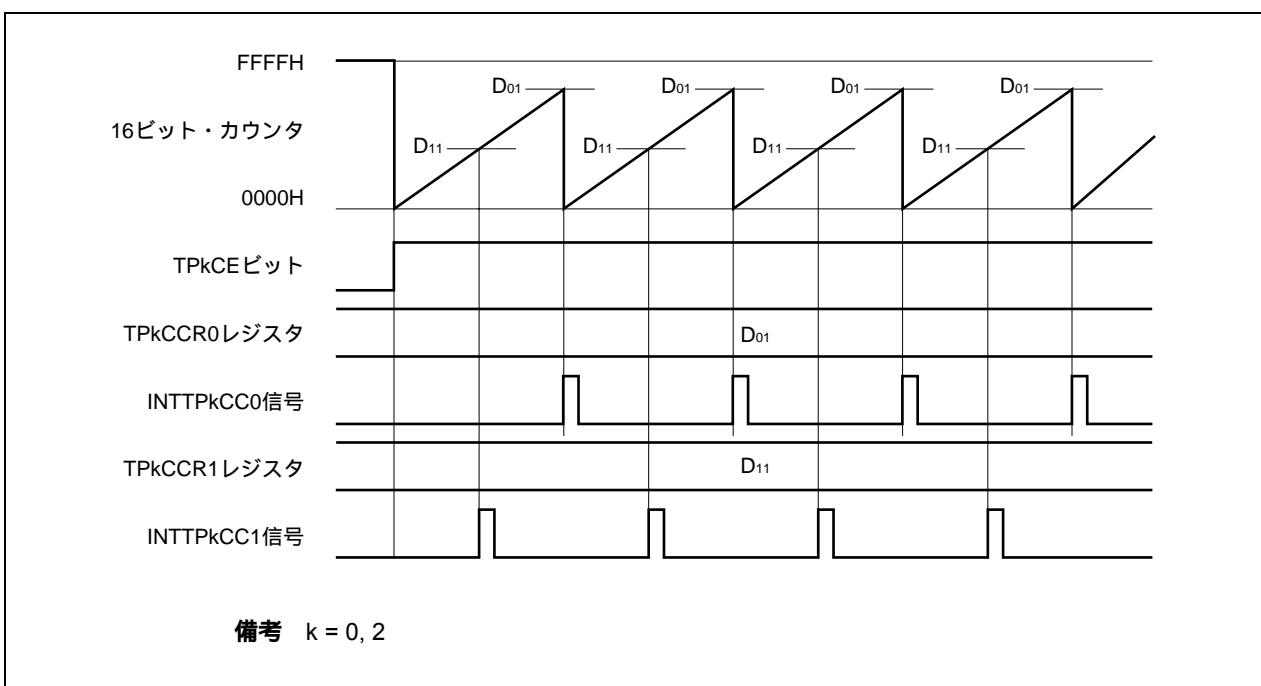 FFFFH
D01 D01 D01 D01
16ビット・カウンタ
D11 D11 D11 D11
0000H
TPkCEビット
TPkCCR0レジスタ D01
INTTPkCC0信号
TPkCCR1レジスタ D11
INTTPkCC1信号
備考 k = 0, 2